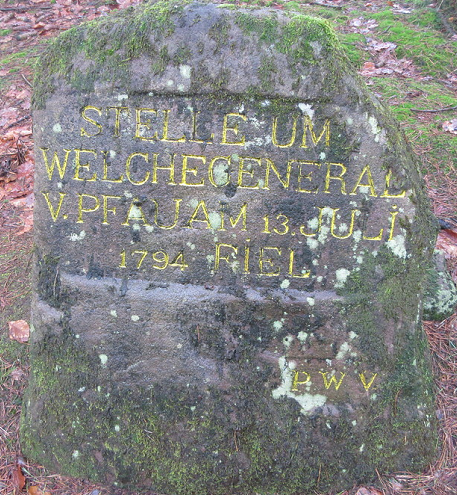 STELLE UM
WELCHE GENERAL
V. PFAU AM 13. JULI
1794 FIEL
P W V